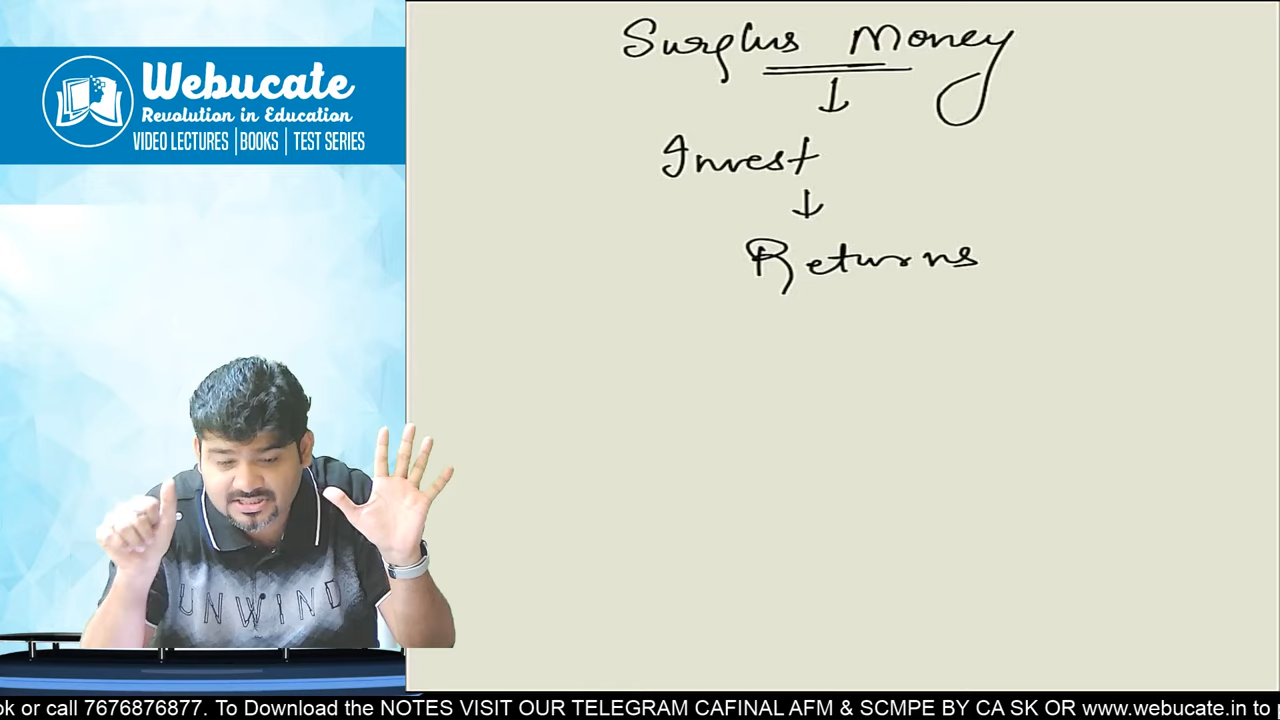 Webucate
Revolution in Education
VIDEO LECTURES | BOOKS | TEST SERIES
Surplus Money
↓
Invest
↓
Returns
UNWIND
ok or call 7676876877. To Download the NOTES VISIT OUR TELEGRAM CAFINAL AFM & SCMPE BY CA SK OR www.webucate.in to